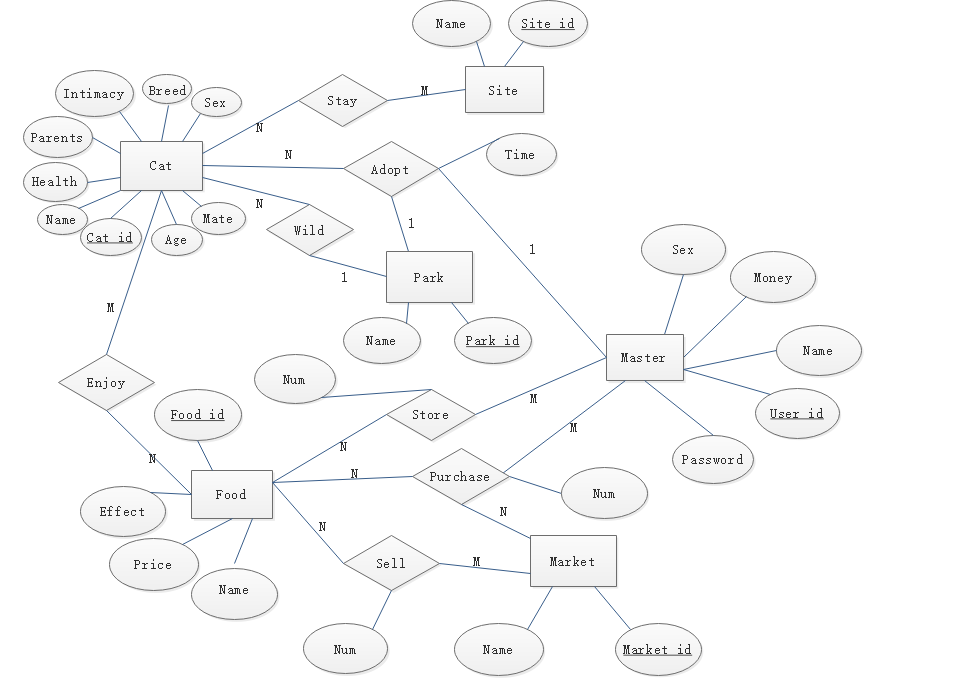 Name
Site id
Intimacy
Breed
Sex
Stay
M
Site
N
Parents
Cat
N
Adopt
Time
Health
Name
Cat id
Age
Mate
N
Wild
1
1
1
Park
Sex
Money
M
Name
Park id
Master
Name
Enjoy
Num
Food id
Store
M
User id
N
M
Password
N
N
Purchase
Effect
Food
Num
N
N
Price
Name
Sell
M
Market
Num
Name
Market id